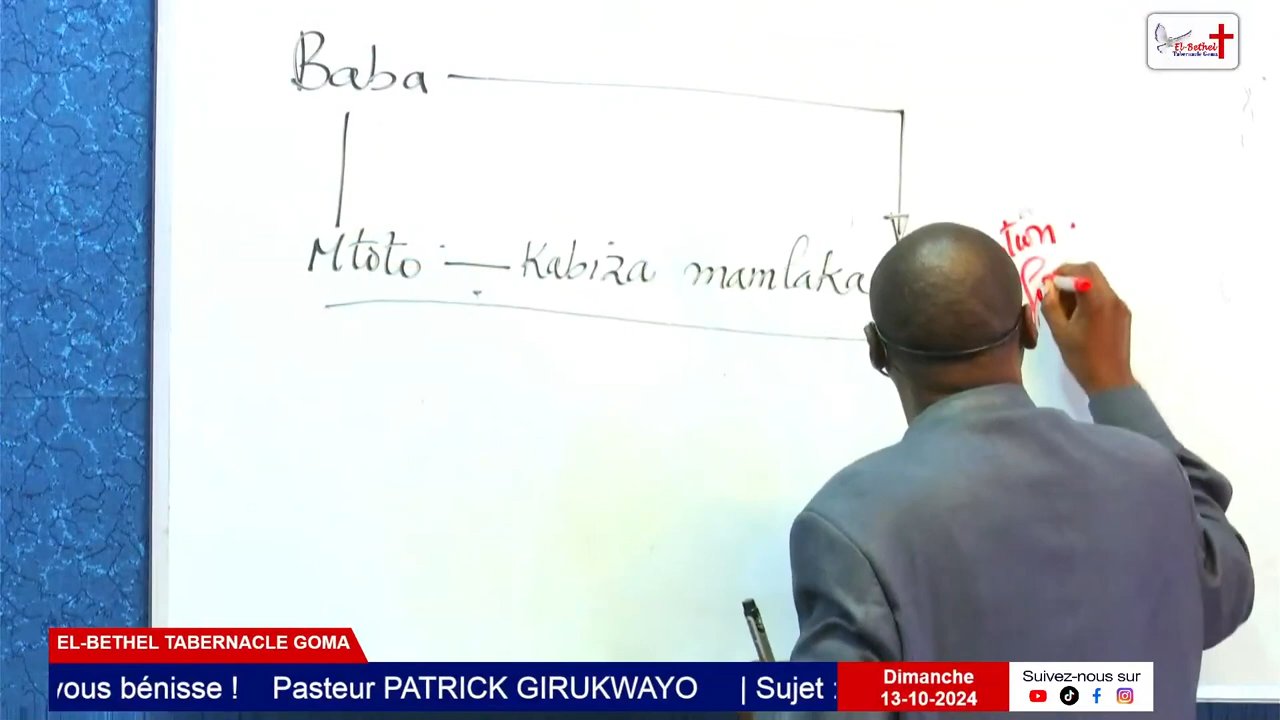 El-Bethel
Tabernacle Goma
Baba
Mtoto — Kabiza mamlaka
EL-BETHEL TABERNACLE GOMA
vous bénisse ! Pasteur PATRICK GIRUKWAYO | Sujet :
Dimanche
13-10-2024
Suivez-nous sur